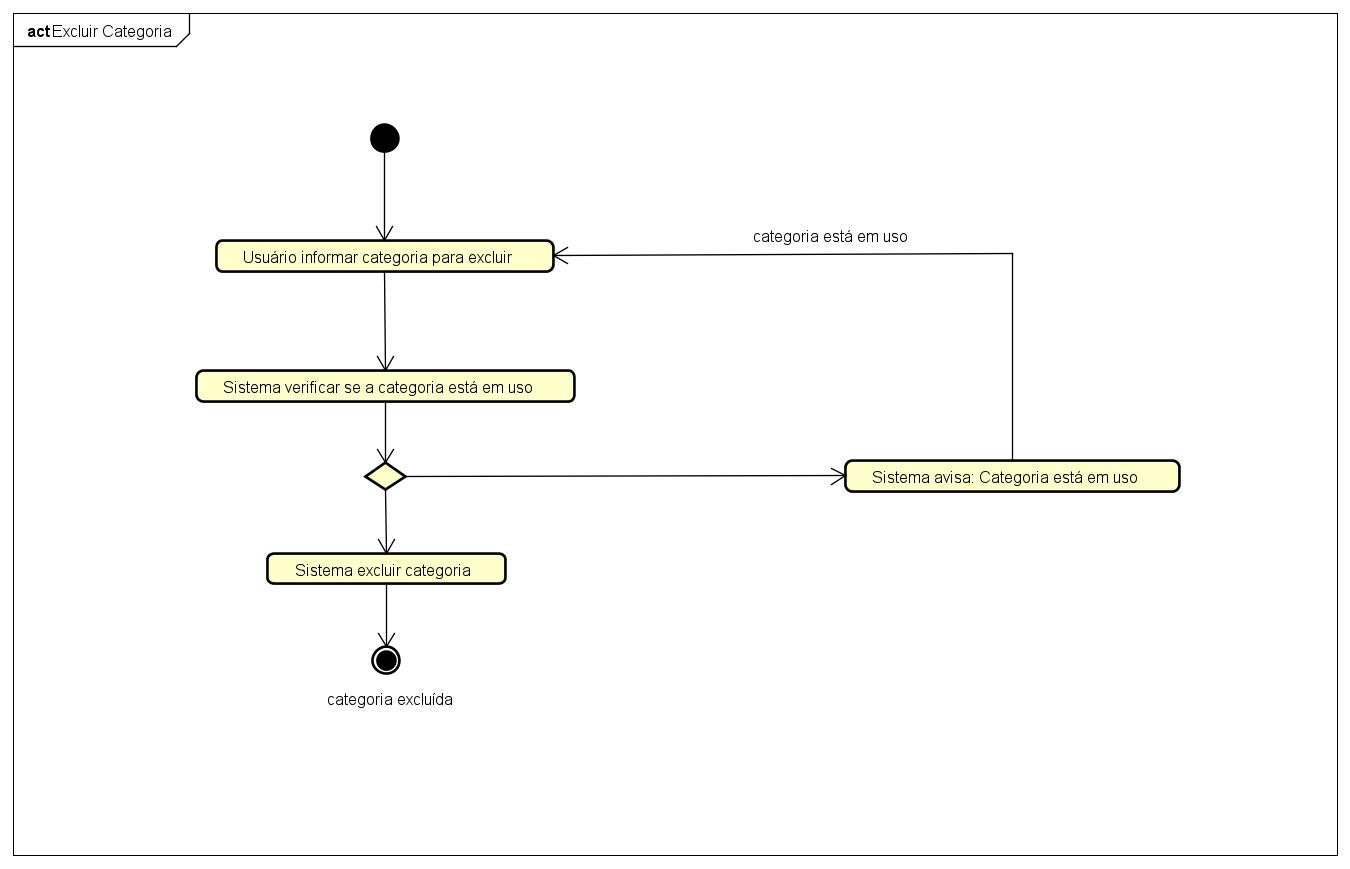 act Excluir Categoria
categoria está em uso
Usuário informar categoria para excluir
Sistema verificar se a categoria está em uso
Sistema avisa: Categoria está em uso
Sistema excluir categoria
categoria excluída